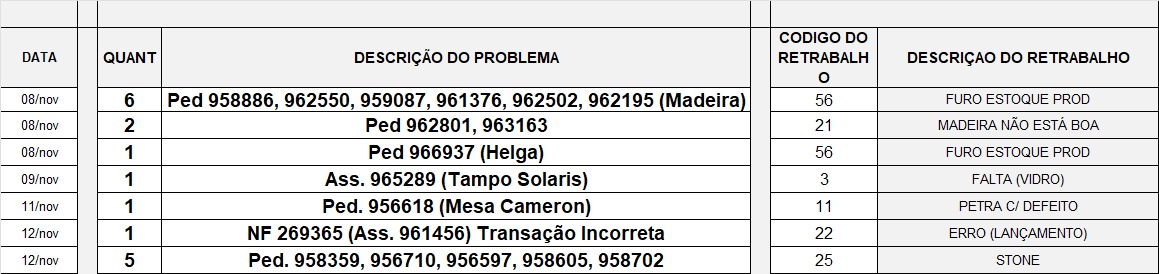 DATA QUANT DESCRIÇÃO DO PROBLEMA CODIGO DO RETRABALHO DESCRIÇAO DO RETRABALHO
08/nov 6 Ped 958886, 962550, 959087, 961376, 962502, 962195 (Madeira) 56 FURO ESTOQUE PROD
08/nov 2 Ped 962801, 963163 21 MADEIRA NÃO ESTÁ BOA
08/nov 1 Ped 966937 (Helga) 56 FURO ESTOQUE PROD
09/nov 1 Ass. 965289 (Tampo Solaris) 3 FALTA (VIDRO)
11/nov 1 Ped. 956618 (Mesa Cameron) 11 PETRA C/ DEFEITO
12/nov 1 NF 269365 (Ass. 961456) Transação Incorreta 22 ERRO (LANÇAMENTO)
12/nov 5 Ped. 958359, 956710, 956597, 958605, 958702 25 STONE